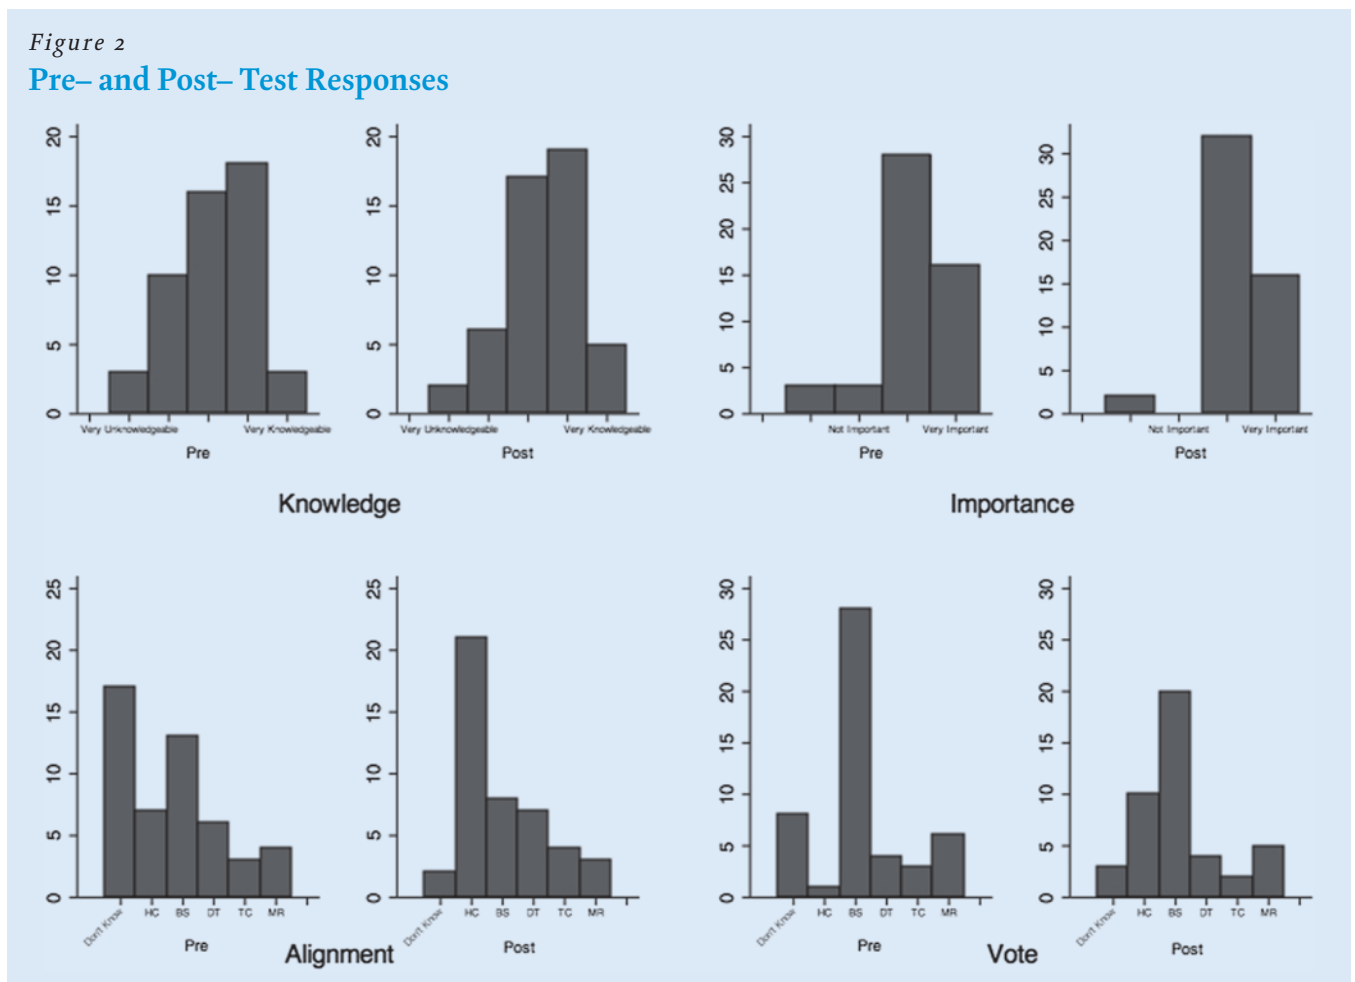 Figure 2
Pre– and Post– Test Responses
20
15
10
5
0
Very Unknowledgeable Very Knowledgeable
Pre
20
15
10
5
0
Very Unknowledgeable Very Knowledgeable
Post
Knowledge
30
25
20
15
10
5
0
Not Important Very Important
Pre
30
25
20
15
10
5
0
Not Important Very Important
Post
Importance
25
20
15
10
5
0
Don't Know HC BS DT TC MR
Pre
25
20
15
10
5
0
Don't Know HC BS DT TC MR
Post
Alignment
30
25
20
15
10
5
0
Don't Know HC BS DT TC MR
Pre
30
25
20
15
10
5
0
Don't Know HC BS DT TC MR
Post
Vote